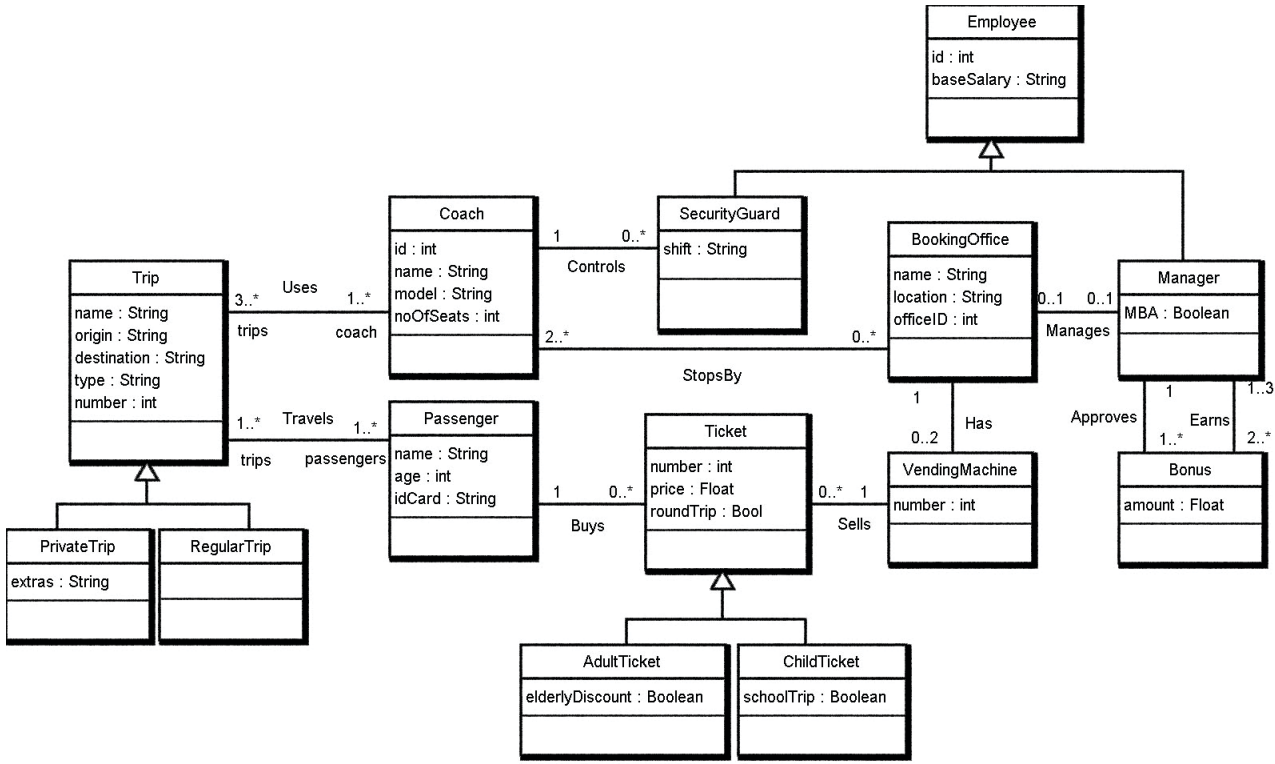 Employee
id : int
baseSalary : String
Coach
id : int
name : String
model : String
noOfSeats : int
1
0..*
Controls
SecurityGuard
shift : String
BookingOffice
name : String
location : String
officeID : int
0..1
0..1
Manages
Manager
MBA : Boolean
Trip
name : String
origin : String
destination : String
type : String
number : int
Uses
3..*
1..*
trips
coach
2..*
0..*
StopsBy
Travels
1..*
1..*
trips
passengers
Passenger
name : String
age : int
idCard : String
1
0..*
Buys
Ticket
number : int
price : Float
roundTrip : Bool
0..*
1
Sells
1
Has
0..2
VendingMachine
number : int
1
Approves
1..*
1..3
Earns
2..*
Bonus
amount : Float
PrivateTrip
extras : String
RegularTrip
AdultTicket
elderlyDiscount : Boolean
ChildTicket
schoolTrip : Boolean